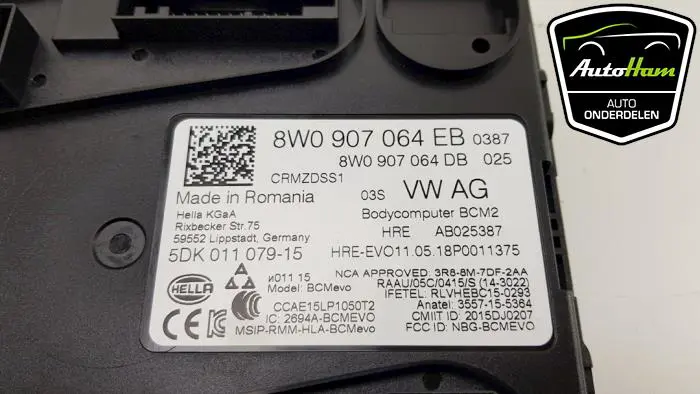 AutoHam
AUTO
ONDERDELEN
8W0 907 064 EB 0387
8W0 907 064 DB 025
CRMZDSS1
Made in Romania
03S VW AG
Hella KGaA
Rixbecker Str.75
59552 Lippstadt, Germany
Bodycomputer BCM2
HRE AB025387
5DK 011 079-15
HRE-EVO11.05.18P0011375
HELLA
И011 15
Model: BCMevo
NCA APPROVED: 3R8-8M-7DF-2AA
RAAU/05C/0415/S (14-3022)
IFETEL: RLVHEBC15-0293
Anatel: 3557-15-5364
CMIIT ID: 2015DJ0207
FCC ID: NBG-BCMEVO
CCAE15LP1050T2
IC: 2694A-BCMEVO
MSIP-RMM-HLA-BCMevo